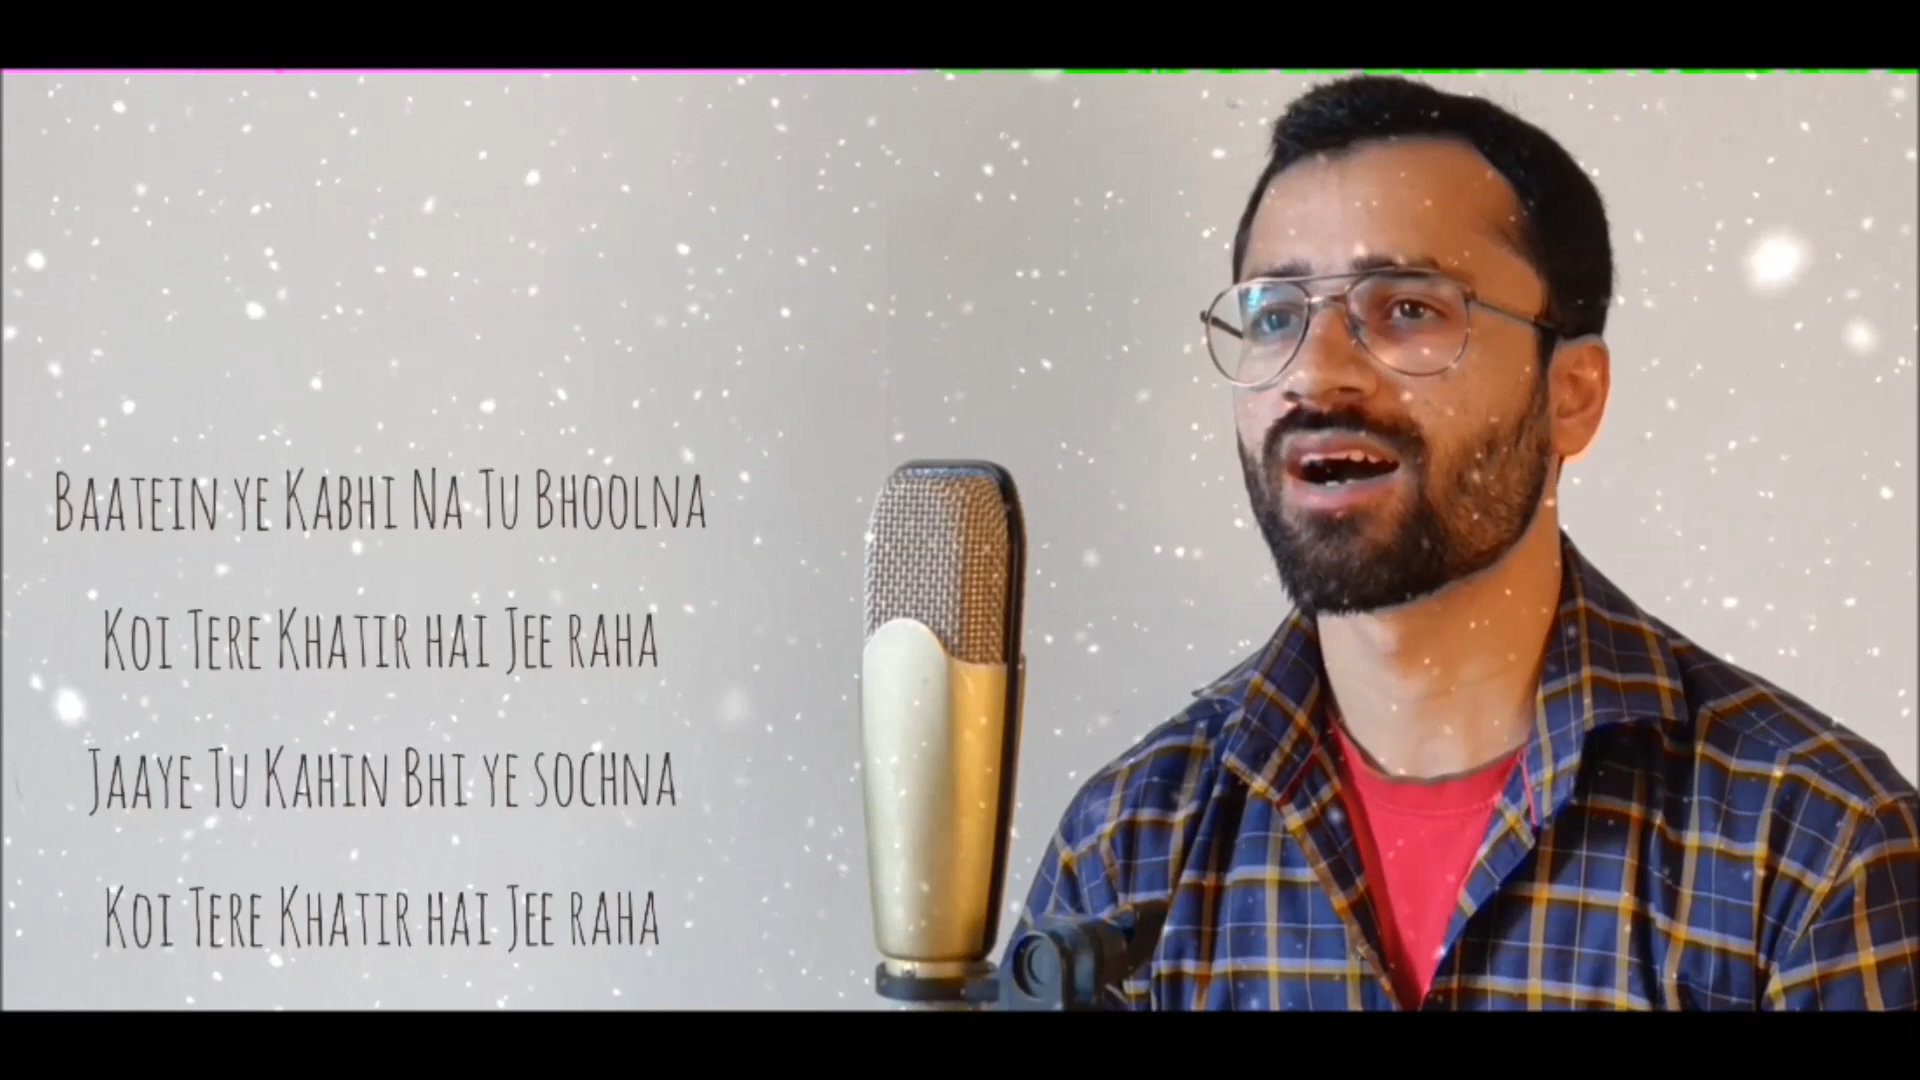 Baatein ye Kabhi Na Tu Bhoolna
Koi Tere Khatir hai Jee raha
Jaaye Tu Kahin Bhi ye sochna
Koi Tere Khatir hai Jee raha